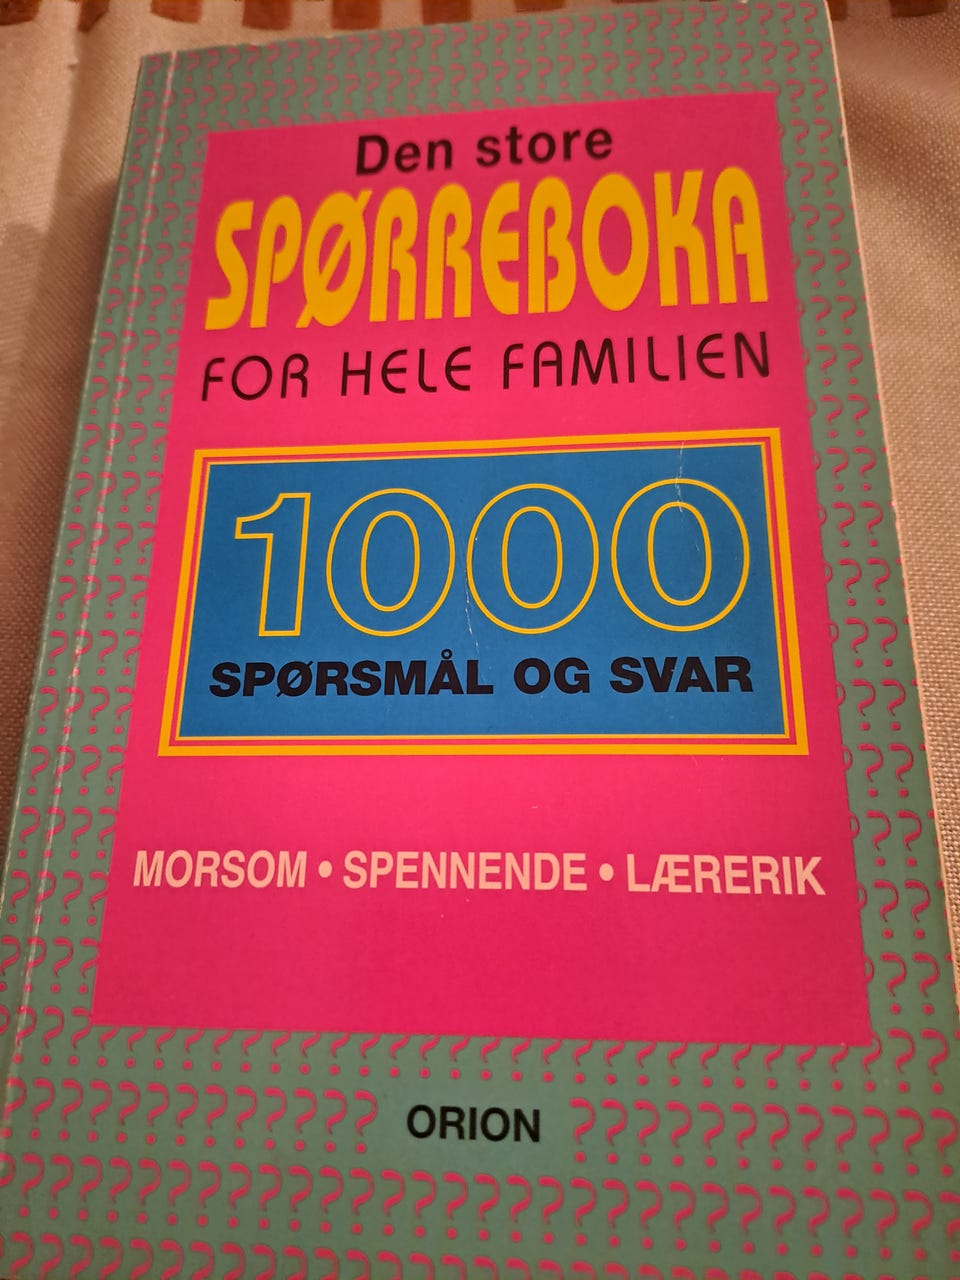 Den store
SPØRREBOKA
FOR HELE FAMILIEN
1000
SPØRSMÅL OG SVAR
MORSOM • SPENNENDE • LÆRERIK
ORION